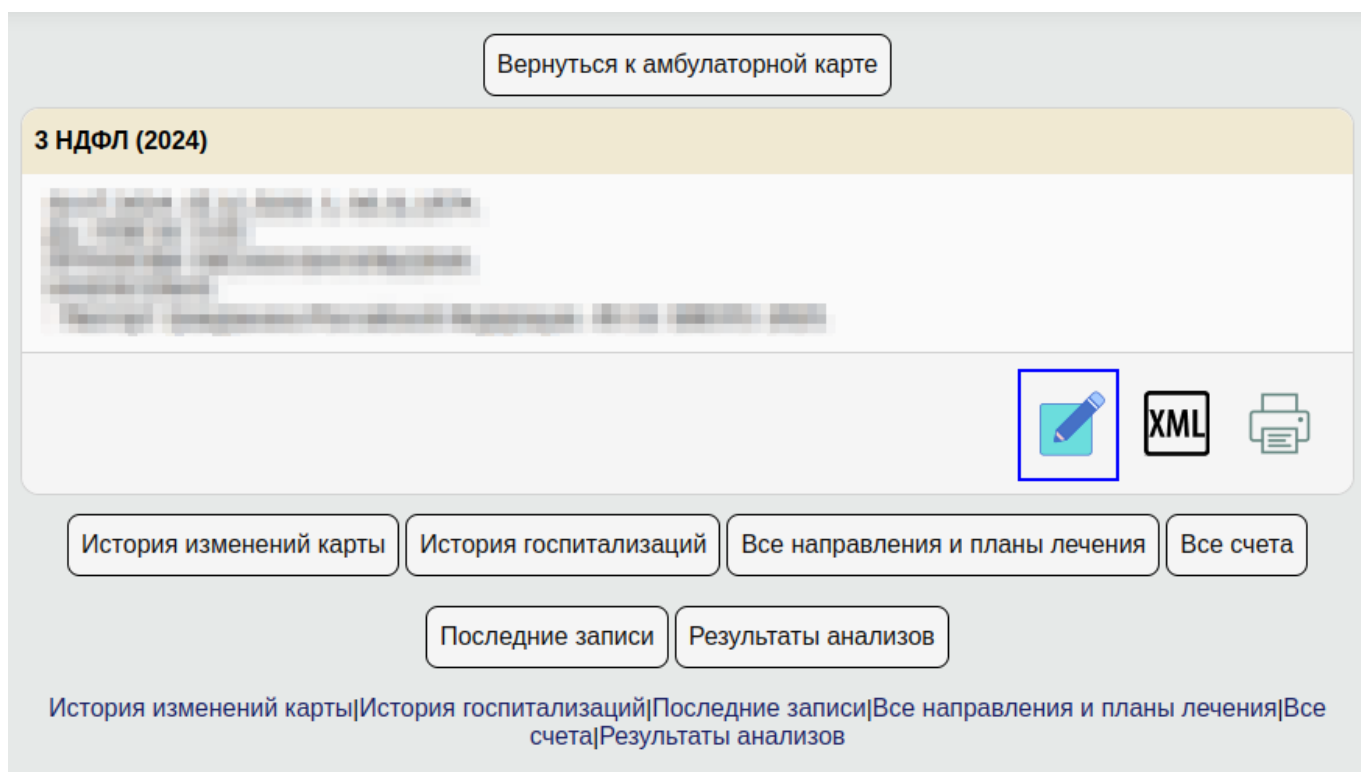 Вернуться к амбулаторной карте
3 НДФЛ (2024)
XML
История изменений карты История госпитализаций Все направления и планы лечения Все счета
Последние записи Результаты анализов
История изменений карты|История госпитализаций|Последние записи|Все направления и планы лечения|Все
счета|Результаты анализов